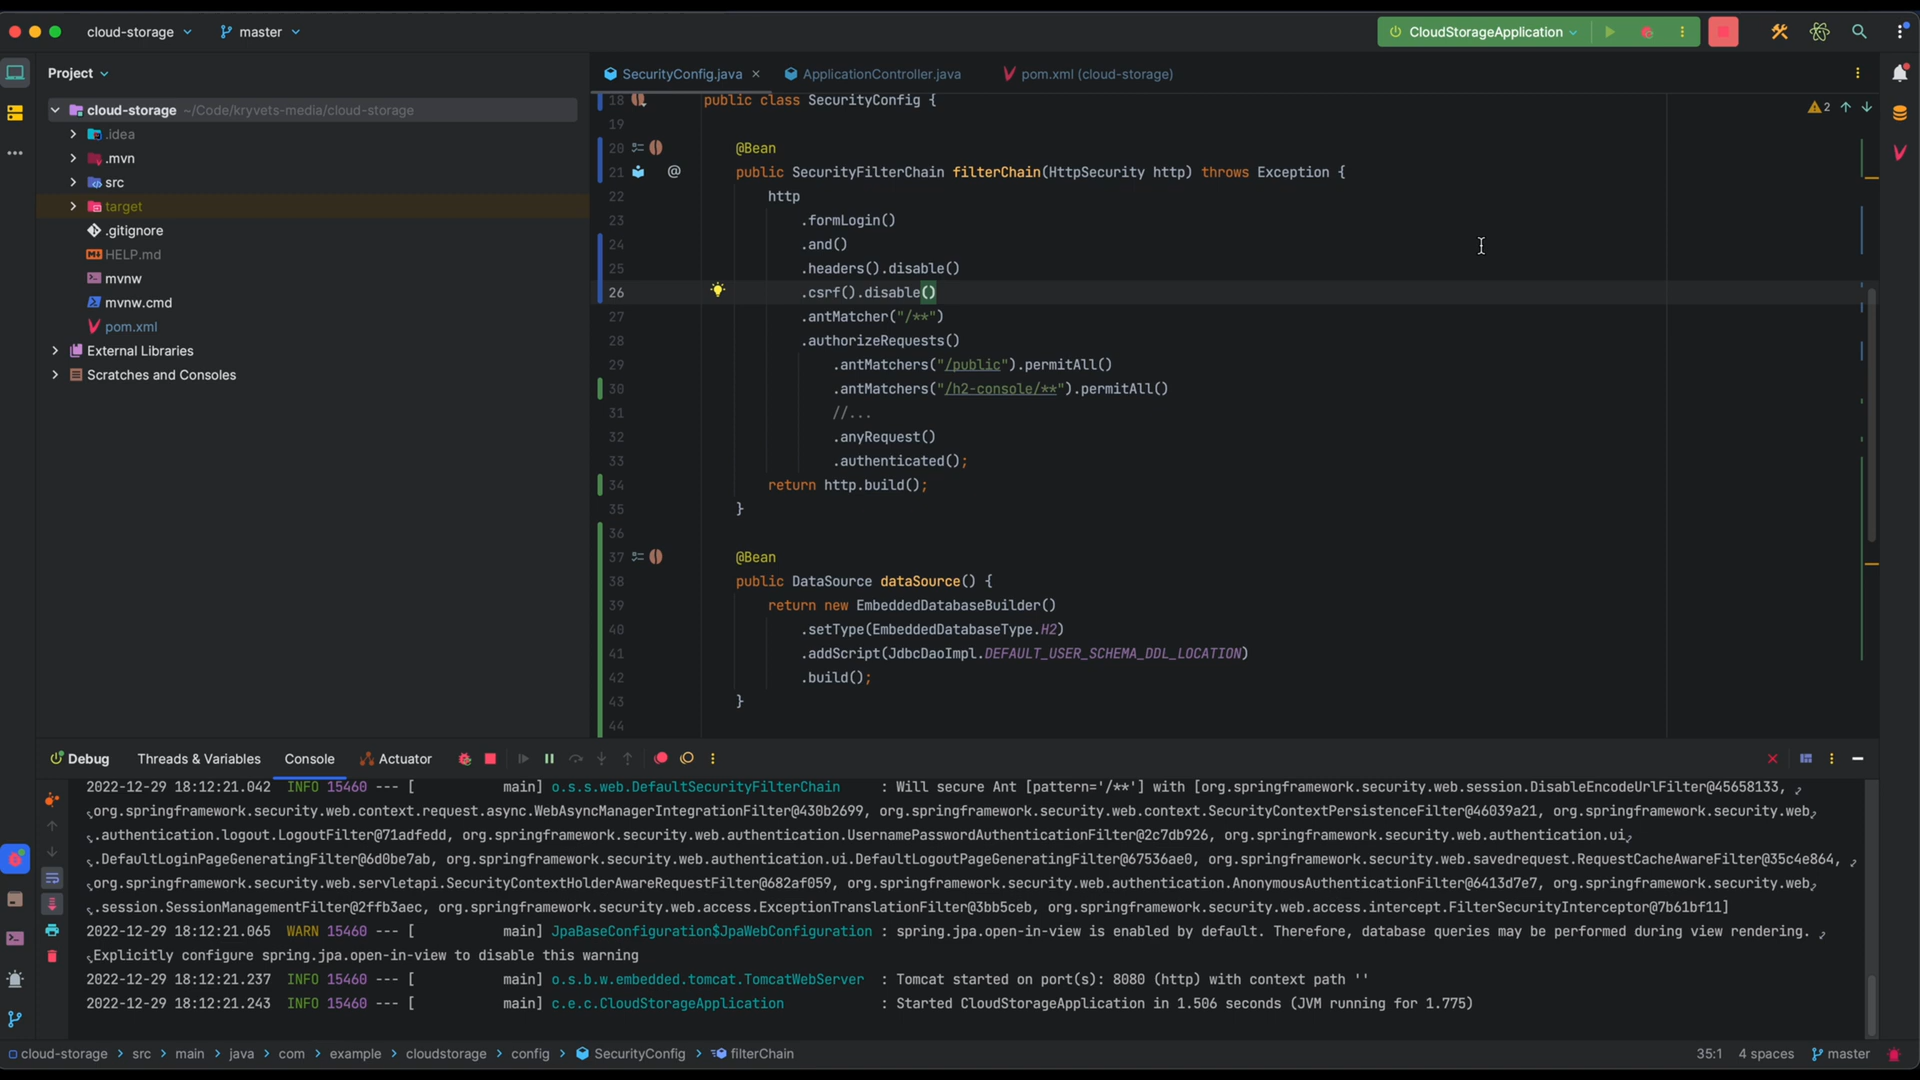 cloud-storage
master
CloudStorageApplication
Project
SecurityConfig.java
ApplicationController.java
pom.xml (cloud-storage)
cloud-storage ~/Code/kryvets-media/cloud-storage
.idea
.mvn
src
target
.gitignore
HELP.md
mvnw
mvnw.cmd
pom.xml
External Libraries
Scratches and Consoles
2
18 public class SecurityConfig {
19
20 @Bean
21 @ public SecurityFilterChain filterChain(HttpSecurity http) throws Exception {
22 http
23 .formLogin()
24 .and()
25 .headers().disable()
26 .csrf().disable()
27 .antMatcher("/**")
28 .authorizeRequests()
29 .antMatchers("/public").permitAll()
30 .antMatchers("/h2-console/**").permitAll()
31 //...
32 .anyRequest()
33 .authenticated();
34 return http.build();
35 }
36
37 @Bean
38 public DataSource dataSource() {
39 return new EmbeddedDatabaseBuilder()
40 .setType(EmbeddedDatabaseType.H2)
41 .addScript(JdbcDaoImpl.DEFAULT_USER_SCHEMA_DDL_LOCATION)
42 .build();
43 }
44
Debug Threads & Variables Console Actuator
2022-12-29 18:12:21.042 INFO 15460 --- [ main] o.s.s.web.DefaultSecurityFilterChain : Will secure Ant [pattern='/**'] with [org.springframework.security.web.session.DisableEncodeUrlFilter@45658133,
org.springframework.security.web.context.request.async.WebAsyncManagerIntegrationFilter@430b2699, org.springframework.security.web.context.SecurityContextPersistenceFilter@46039a21, org.springframework.security.web
.authentication.logout.LogoutFilter@71adfedd, org.springframework.security.web.authentication.UsernamePasswordAuthenticationFilter@2c7db926, org.springframework.security.web.authentication.ui
.DefaultLoginPageGeneratingFilter@6d0be7ab, org.springframework.security.web.authentication.ui.DefaultLogoutPageGeneratingFilter@67536ae0, org.springframework.security.web.savedrequest.RequestCacheAwareFilter@35c4e864,
org.springframework.security.web.servletapi.SecurityContextHolderAwareRequestFilter@682af059, org.springframework.security.web.authentication.AnonymousAuthenticationFilter@6413d7e7, org.springframework.security.web
.session.SessionManagementFilter@2ffb3aec, org.springframework.security.web.access.ExceptionTranslationFilter@3bb5ceb, org.springframework.security.web.access.intercept.FilterSecurityInterceptor@7b61bf11]
2022-12-29 18:12:21.065 WARN 15460 --- [ main] JpaBaseConfiguration$JpaWebConfiguration : spring.jpa.open-in-view is enabled by default. Therefore, database queries may be performed during view rendering.
Explicitly configure spring.jpa.open-in-view to disable this warning
2022-12-29 18:12:21.237 INFO 15460 --- [ main] o.s.b.w.embedded.tomcat.TomcatWebServer : Tomcat started on port(s): 8080 (http) with context path ''
2022-12-29 18:12:21.243 INFO 15460 --- [ main] c.e.c.CloudStorageApplication : Started CloudStorageApplication in 1.506 seconds (JVM running for 1.775)
cloud-storage > src > main > java > com > example > cloudstorage > config > SecurityConfig > filterChain
35:1 4 spaces master